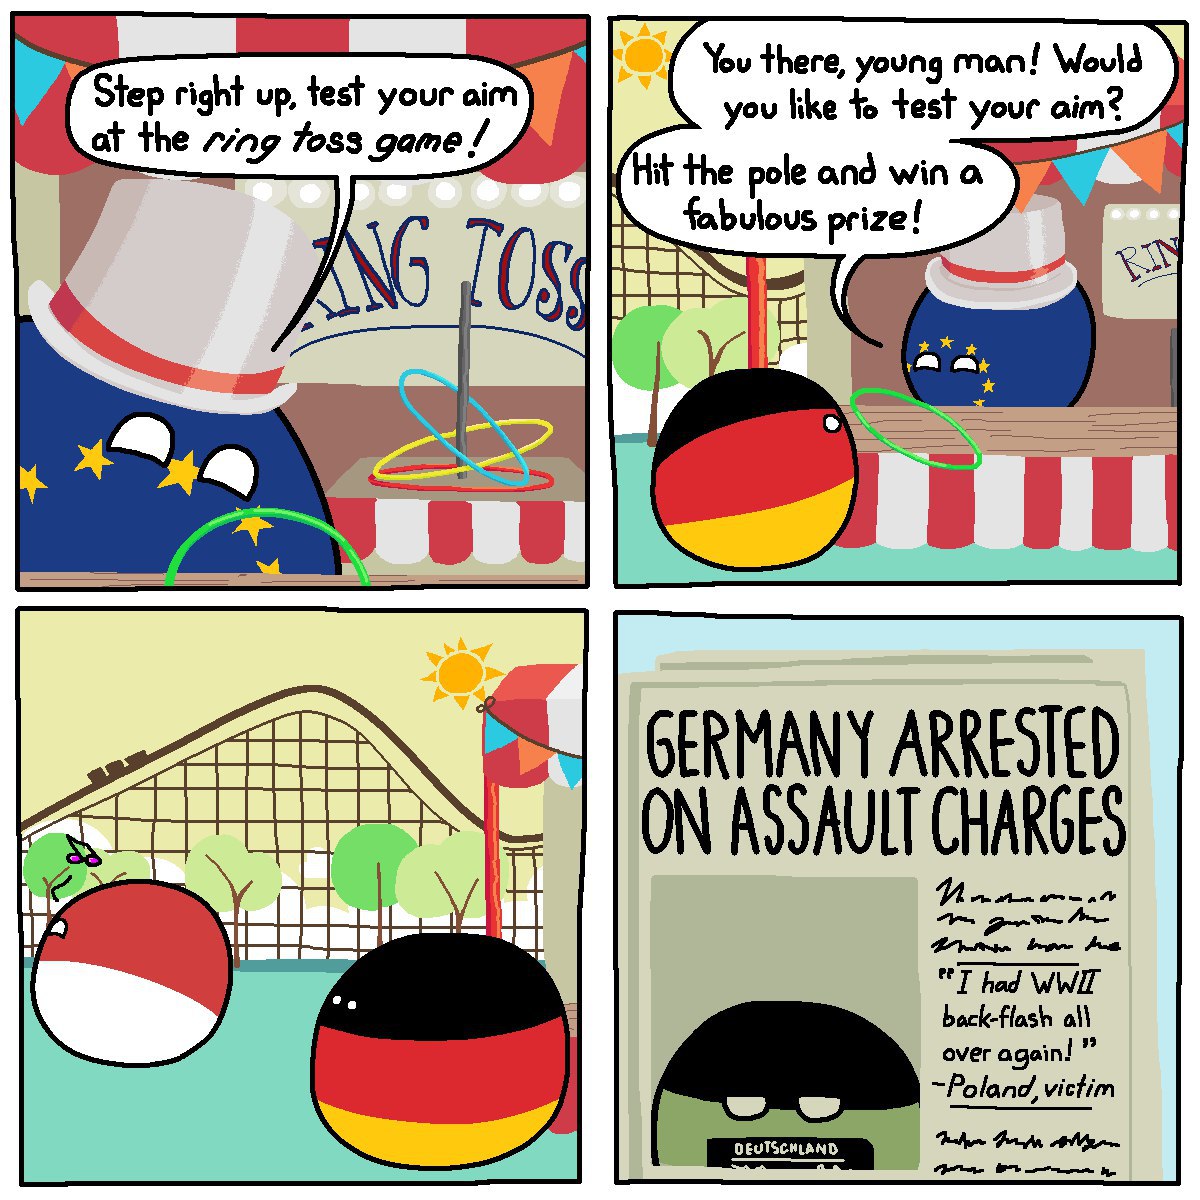 Step right up, test your aim
at the ring toss game!
RING TOSS
You there, young man! Would
you like to test your aim?
Hit the pole and win a
fabulous prize!
RIN
GERMANY ARRESTED
ON ASSAULT CHARGES
"I had WWII
back-flash all
over again!"
-Poland, victim
DEUTSCHLAND